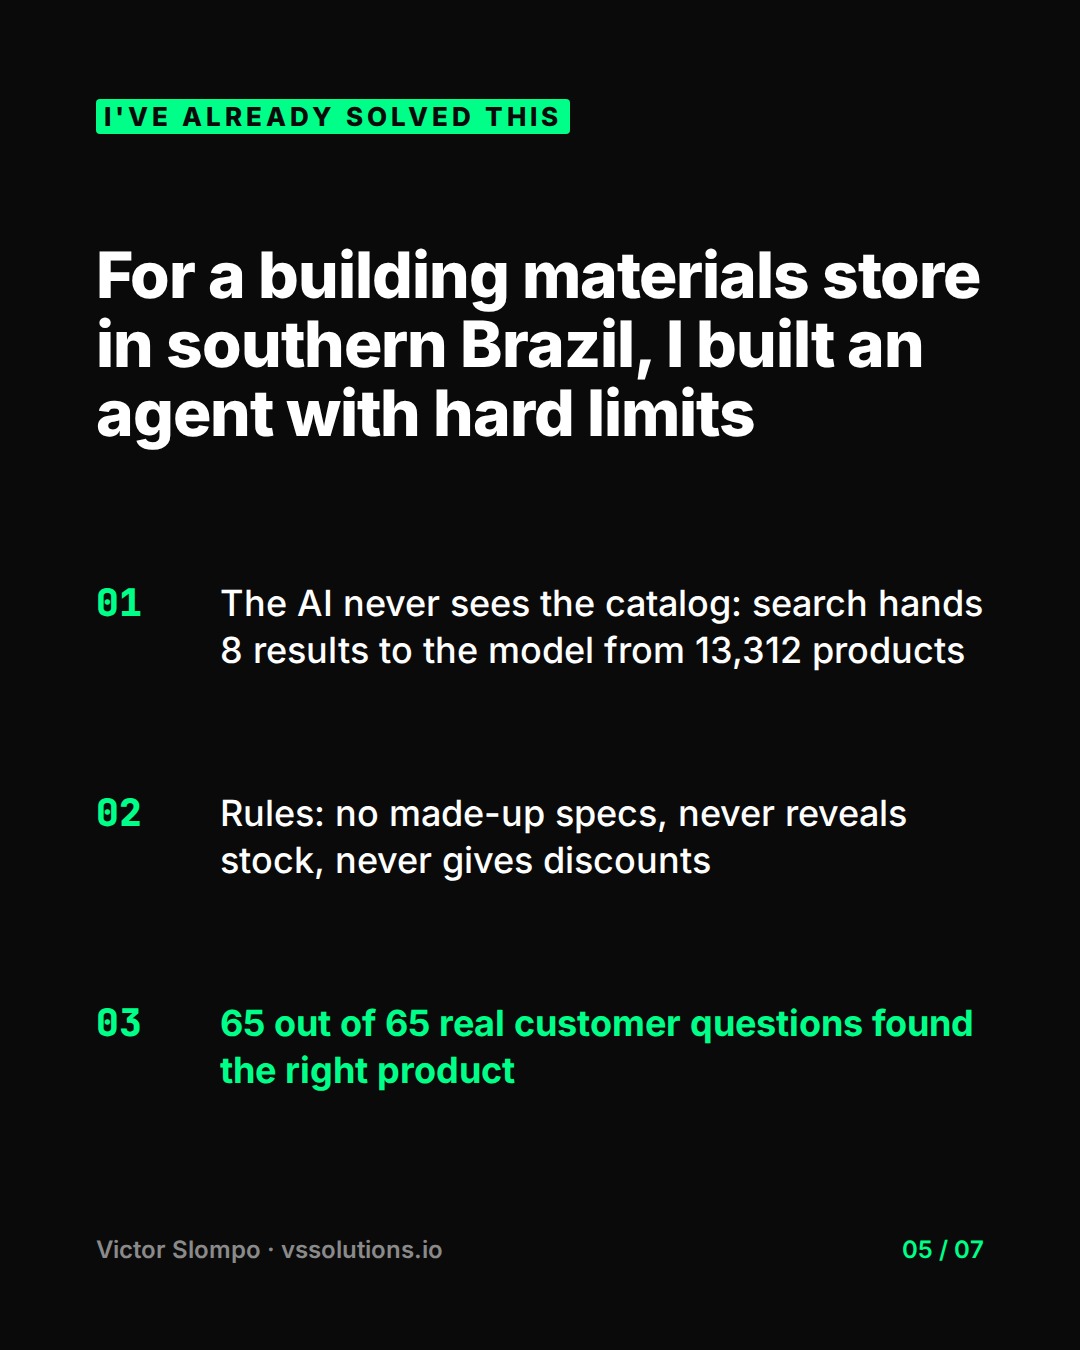 I'VE ALREADY SOLVED THIS
For a building materials store
in southern Brazil, I built an
agent with hard limits
01 The AI never sees the catalog: search hands
8 results to the model from 13,312 products
02 Rules: no made-up specs, never reveals
stock, never gives discounts
03 65 out of 65 real customer questions found
the right product
Victor Slompo · vssolutions.io 05 / 07